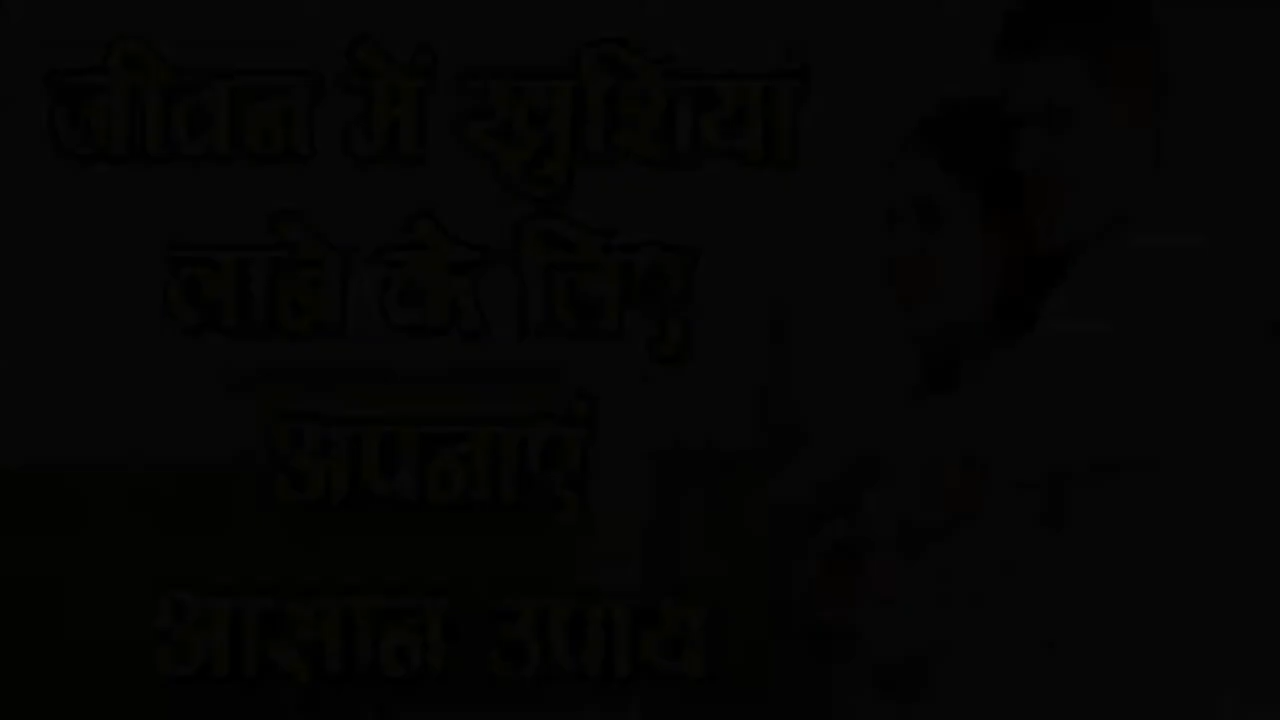 जीवन में खुशिया
लाने के लिए
अपनाएं
आसान उपाय